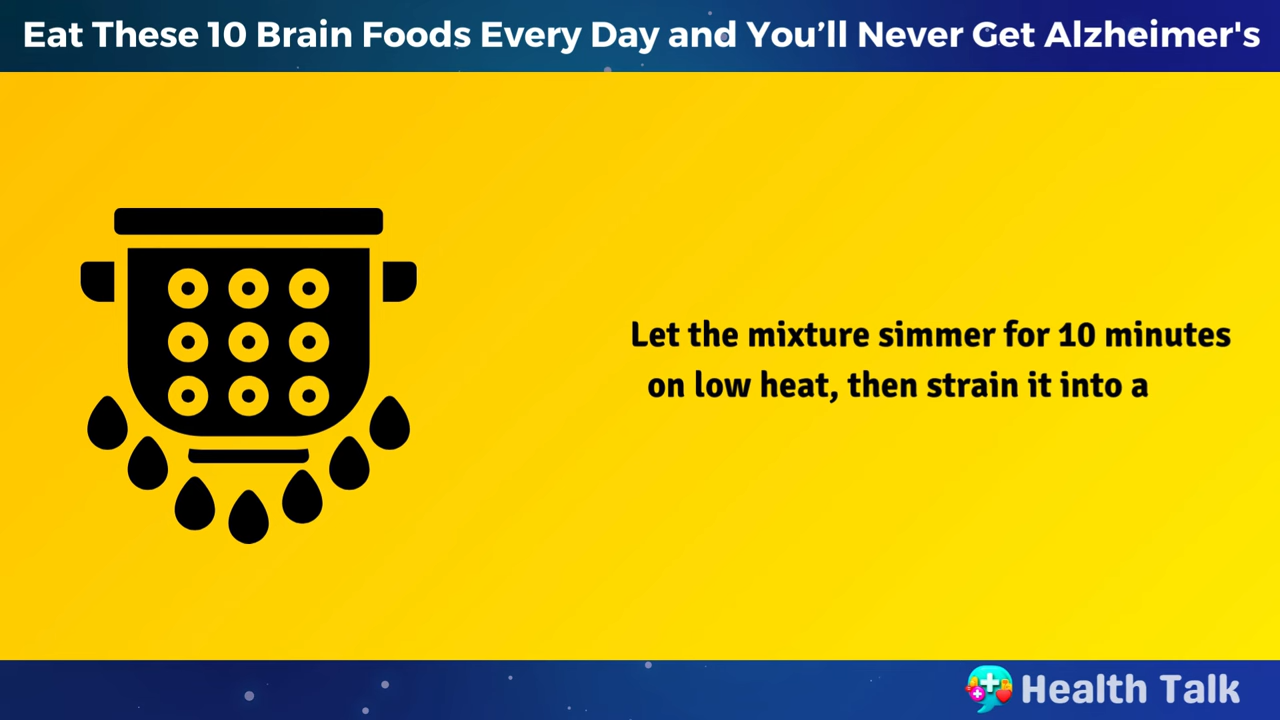 Eat These 10 Brain Foods Every Day and You’ll Never Get Alzheimer's
Let the mixture simmer for 10 minutes
on low heat, then strain it into a
Health Talk